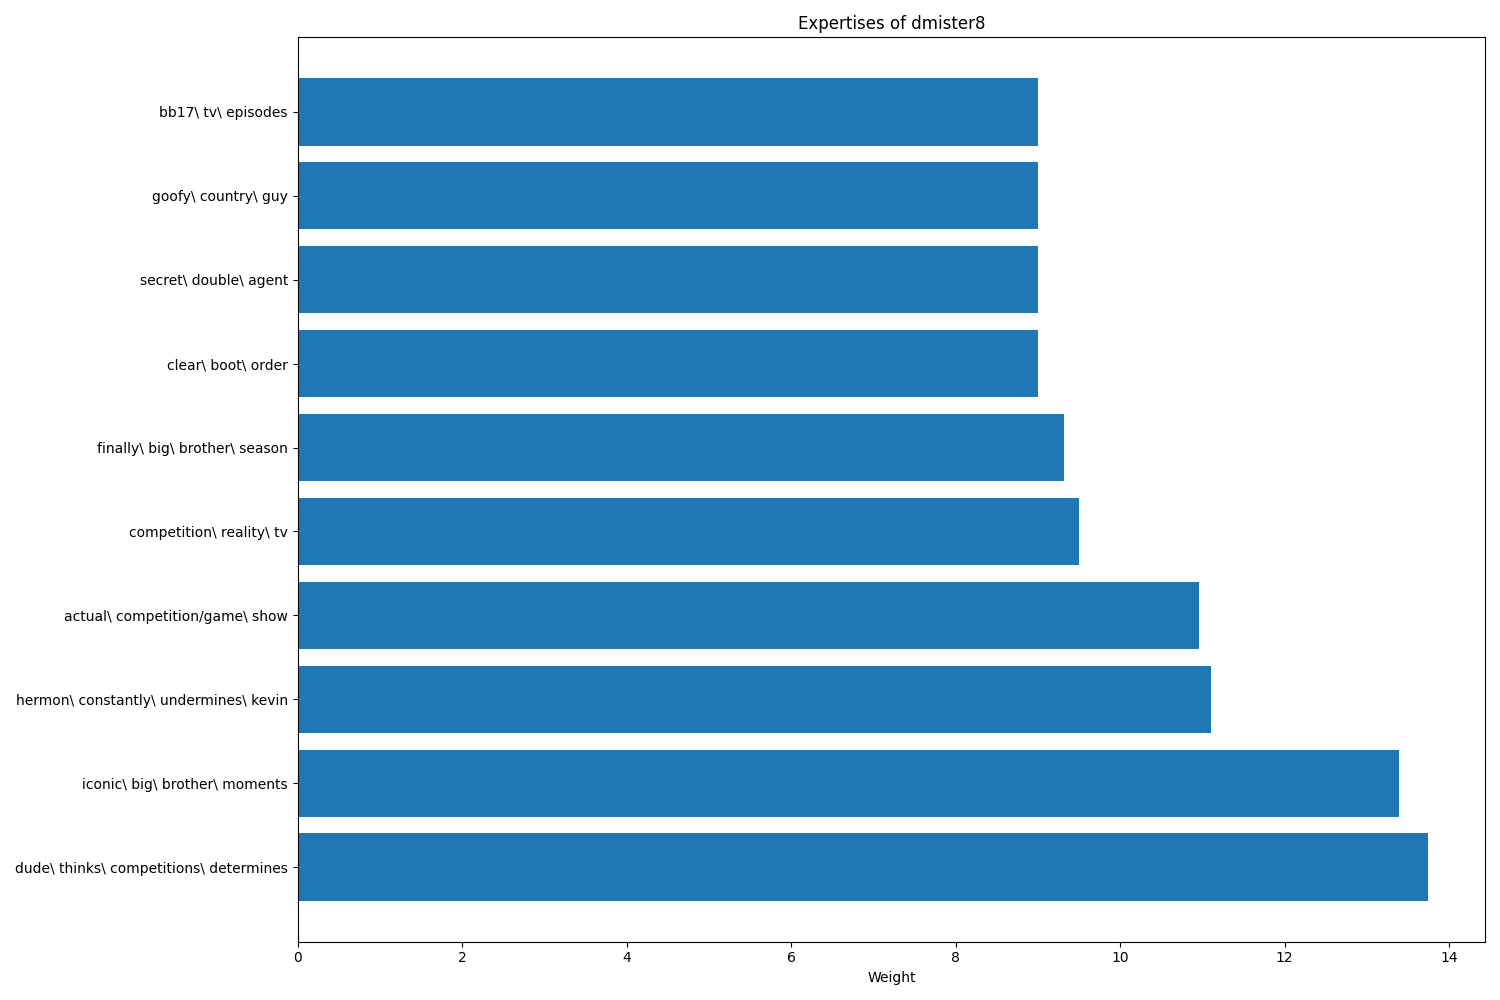 Expertises of dmister8
bb17\ tv\ episodes
goofy\ country\ guy
secret\ double\ agent
clear\ boot\ order
finally\ big\ brother\ season
competition\ reality\ tv
actual\ competition/game\ show
hermon\ constantly\ undermines\ kevin
iconic\ big\ brother\ moments
dude\ thinks\ competitions\ determines
0 2 4 6 8 10 12 14
Weight